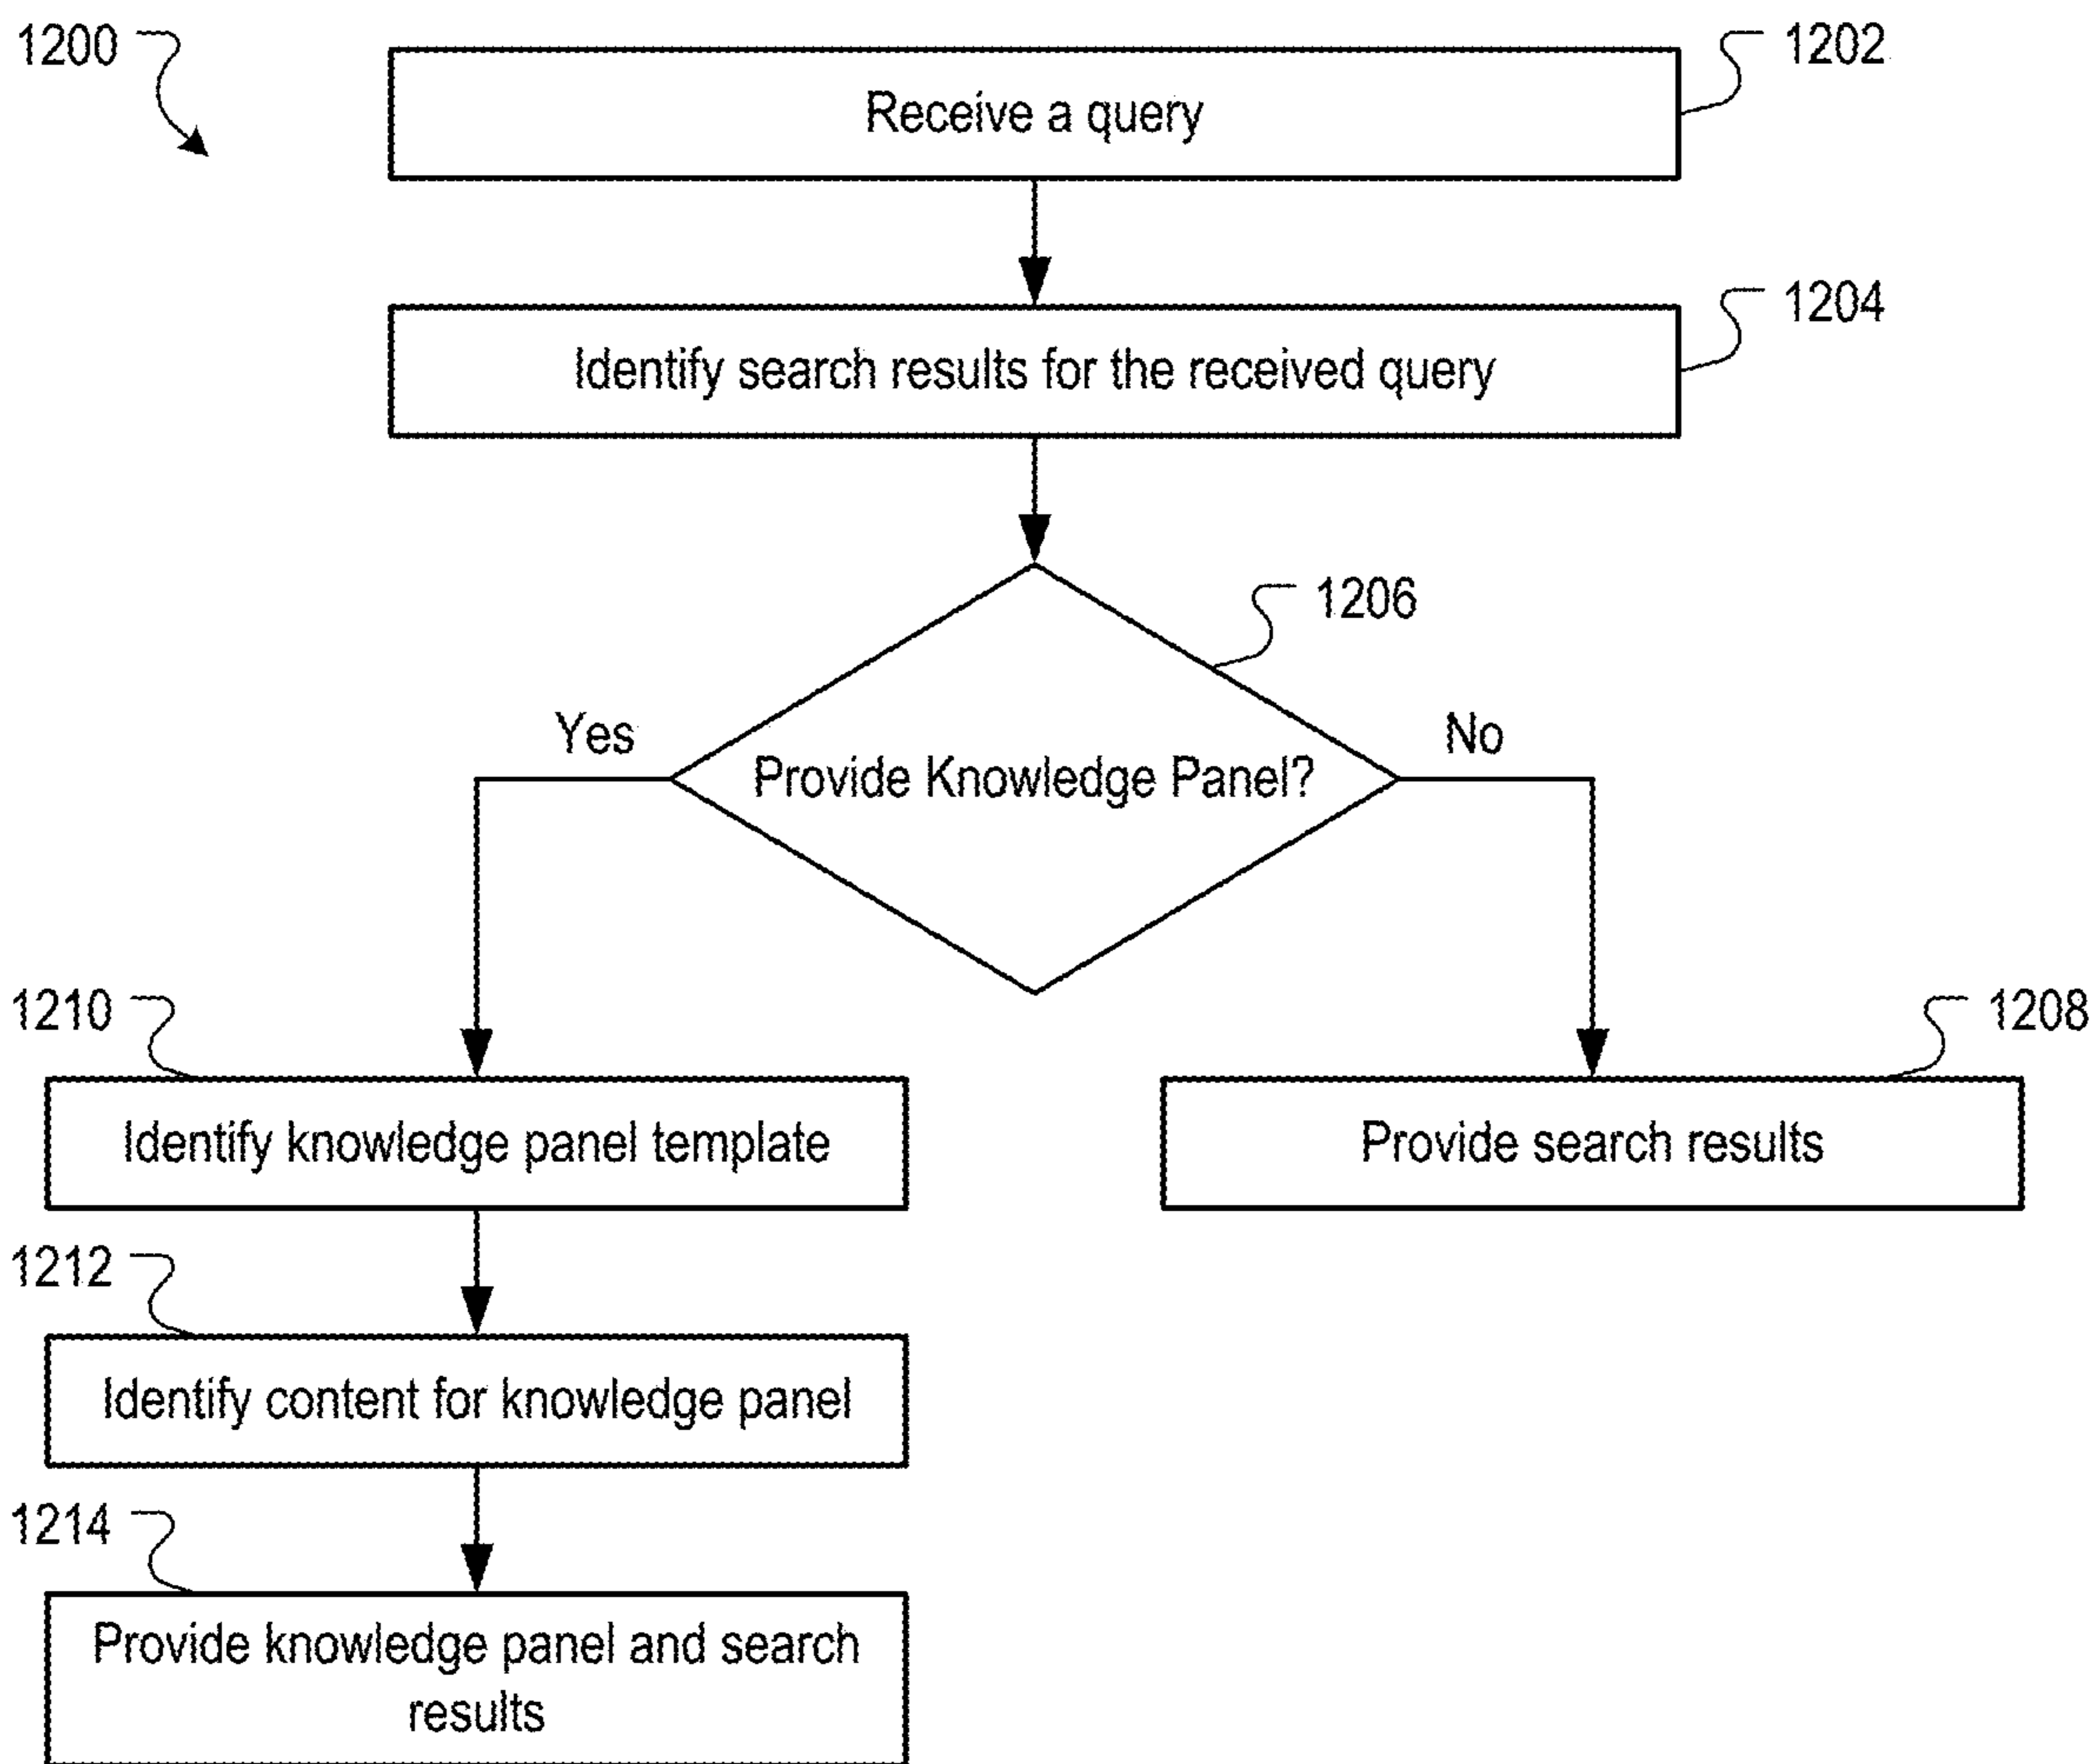 1200
1202
Receive a query
1204
Identify search results for the received query
1206
Yes
No
Provide Knowledge Panel?
1210
1208
Identify knowledge panel template
Provide search results
1212
Identify content for knowledge panel
1214
Provide knowledge panel and search
results